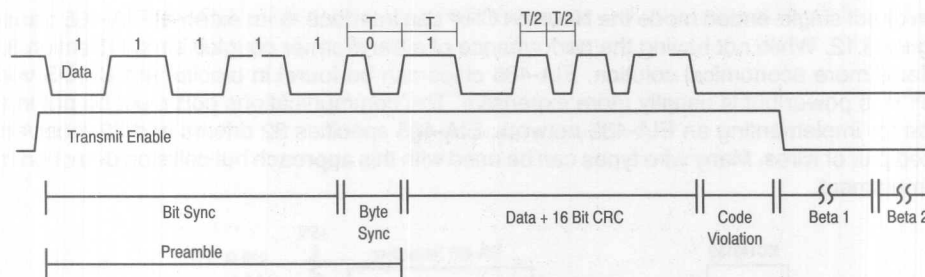 T T T/2 T/2
1 1 1 1 1 0 1
Data
Transmit Enable
Bit Sync
Byte
Sync
Data + 16 Bit CRC
Code
Violation
Beta 1
Beta 2
Preamble